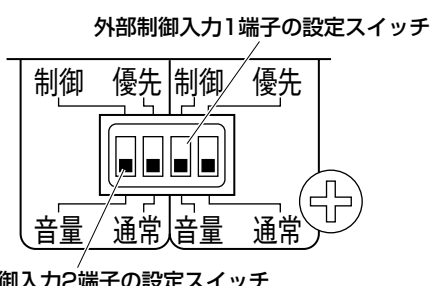 外部制御入力1端子の設定スイッチ
制御 優先 制御 優先
音量 通常 音量 通常
御入力2端子の設定スイッチ